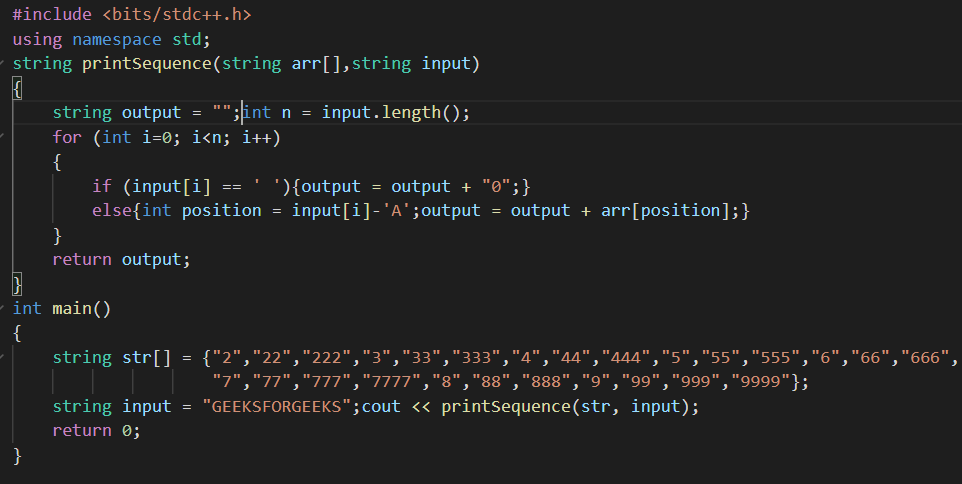 #include <bits/stdc++.h>
using namespace std;
string printSequence(string arr[],string input)
{
    string output = "";int n = input.length();
    for (int i=0; i<n; i++)
    {
        if (input[i] == ' '){output = output + "0";}
        else{int position = input[i]-'A';output = output + arr[position];}
    }
    return output;
}
int main()
{
    string str[] = {"2","22","222","3","33","333","4","44","444","5","55","555","6","66","666",
                    "7","77","777","7777","8","88","888","9","99","999","9999"};
    string input = "GEEKSFORGEEKS";cout << printSequence(str, input);
    return 0;
}